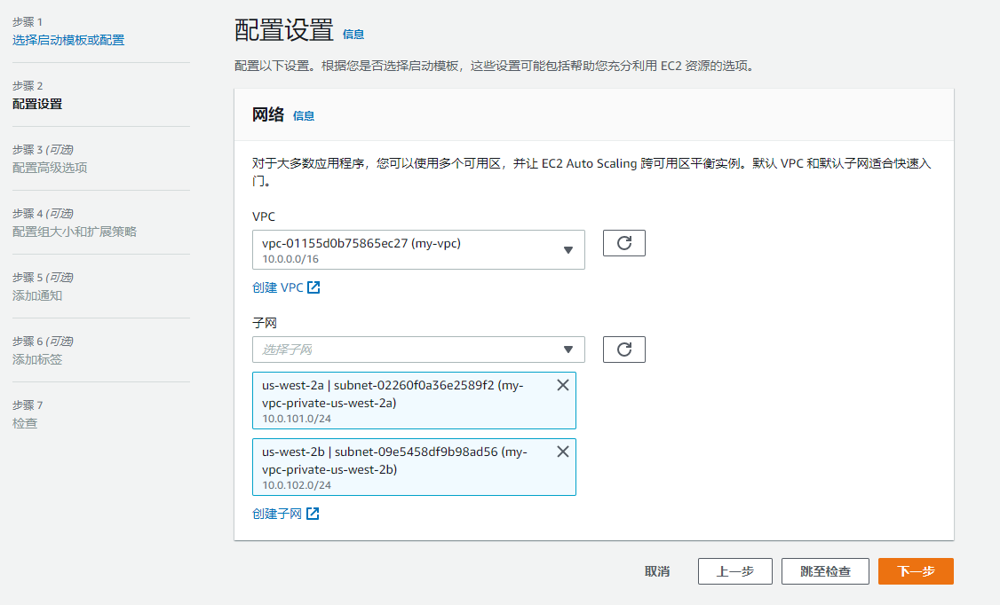 步骤 1
选择启动模板或配置
步骤 2
配置设置
步骤 3 (可选)
配置高级选项
步骤 4 (可选)
配置组大小和扩展策略
步骤 5 (可选)
添加通知
步骤 6 (可选)
添加标签
步骤 7
检查
配置设置 信息
配置以下设置。根据您是否选择启动模板，这些设置可能包括帮助您充分利用 EC2 资源的选项。
网络 信息
对于大多数应用程序，您可以使用多个可用区，并让 EC2 Auto Scaling 跨可用区平衡实例。默认 VPC 和默认子网适合快速入
门。
VPC
vpc-01155d0b75865ec27 (my-vpc)
10.0.0.0/16
创建 VPC
子网
选择子网
us-west-2a | subnet-02260f0a36e2589f2 (my-
vpc-private-us-west-2a)
10.0.101.0/24
us-west-2b | subnet-09e5458df9b98ad56 (my-
vpc-private-us-west-2b)
10.0.102.0/24
创建子网
取消 上一步 跳至检查 下一步